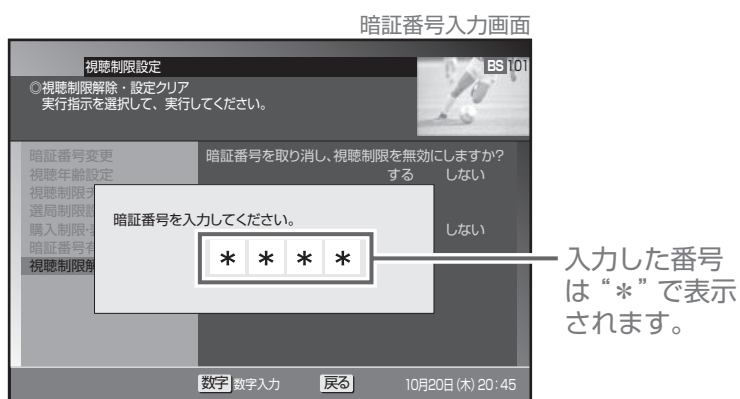 暗証番号入力画面
視聴制限設定
BS 101
◎視聴制限解除・設定クリア
実行指示を選択して、実行してください。
暗証番号変更
視聴年齢設定
視聴制限
選局制限設
購入制限・
暗証番号有
視聴制限解
暗証番号を取り消し、視聴制限を無効にしますか？
する しない
しない
暗証番号を入力してください。
＊ ＊ ＊ ＊
入力した番号
は“＊”で表示
されます。
数字 数字入力 戻る 10月20日(木)20:45